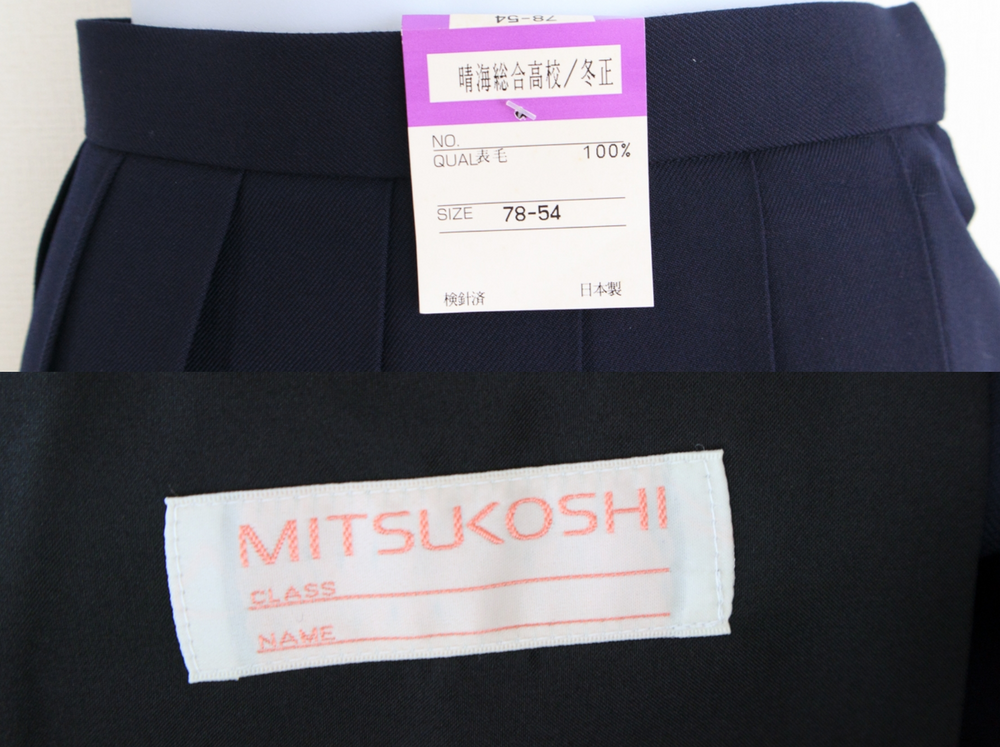 78-54
晴海総合高校/冬正
NO.
QUAL表毛 100%
SIZE 78-54
検針済 日本製
MITSUKOSHI
CLASS
NAME